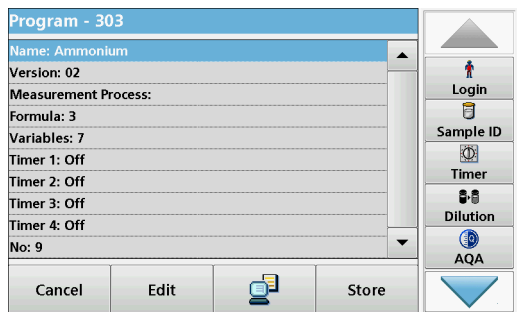 Program - 303
Name: Ammonium
Version: 02
Measurement Process:
Formula: 3
Variables: 7
Timer 1: Off
Timer 2: Off
Timer 3: Off
Timer 4: Off
No: 9
Cancel
Edit
Store
Login
Sample ID
Timer
Dilution
AQA